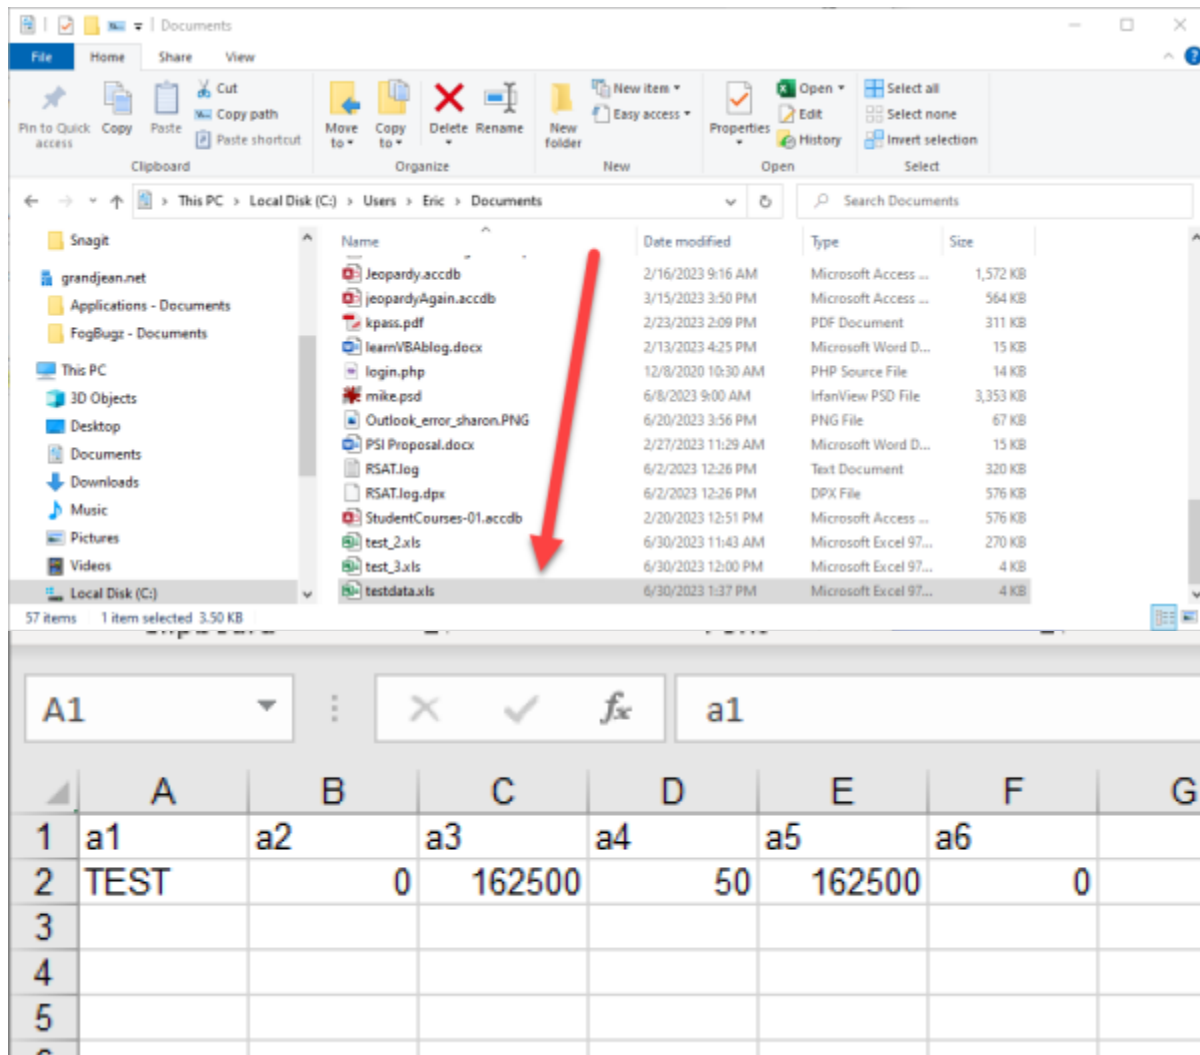 Documents
File Home Share View
Pin to Quick access
Copy
Paste
Cut
Copy path
Paste shortcut
Clipboard
Move to
Copy to
Delete
Rename
Organize
New folder
New item
Easy access
New
Properties
Open
Edit
History
Open
Select all
Select none
Invert selection
Select
This PC > Local Disk (C:) > Users > Eric > Documents
Search Documents
Snagit
grandjean.net
Applications - Documents
FogBugz - Documents
This PC
3D Objects
Desktop
Documents
Downloads
Music
Pictures
Videos
Local Disk (C:)
Name Date modified Type Size
Jeopardy.accdb 2/16/2023 9:16 AM Microsoft Access ... 1,572 KB
jeopardyAgain.accdb 3/15/2023 3:50 PM Microsoft Access ... 564 KB
kpass.pdf 2/23/2023 2:09 PM PDF Document 311 KB
learnVBAblog.docx 2/13/2023 4:25 PM Microsoft Word D... 15 KB
login.php 12/8/2020 10:30 AM PHP Source File 14 KB
mike.psd 6/8/2023 9:00 AM IrfanView PSD File 3,353 KB
Outlook_error_sharon.PNG 6/20/2023 3:56 PM PNG File 67 KB
PSI Proposal.docx 2/27/2023 11:29 AM Microsoft Word D... 15 KB
RSAT.log 6/2/2023 12:26 PM Text Document 320 KB
RSAT.log.dpx 6/2/2023 12:26 PM DPX File 576 KB
StudentCourses-01.accdb 2/20/2023 12:51 PM Microsoft Access ... 576 KB
test_2.xls 6/30/2023 11:43 AM Microsoft Excel 97... 270 KB
test_3.xls 6/30/2023 12:00 PM Microsoft Excel 97... 4 KB
testdata.xls 6/30/2023 1:37 PM Microsoft Excel 97... 4 KB
57 items 1 item selected 3.50 KB
A1 fx a1
A B C D E F G
1 a1 a2 a3 a4 a5 a6
2 TEST 0 162500 50 162500 0
3
4
5